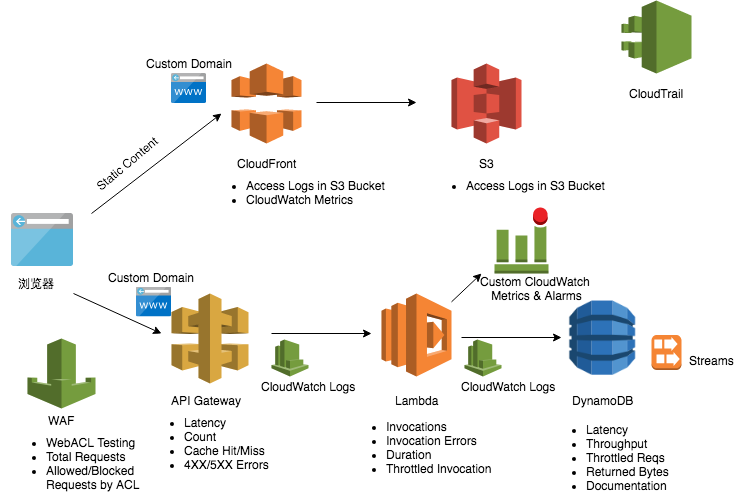 Custom Domain
www
CloudTrail
Static Content
CloudFront
S3
• Access Logs in S3 Bucket
• CloudWatch Metrics
• Access Logs in S3 Bucket
浏览器
Custom Domain
www
Custom CloudWatch
Metrics & Alarms
CloudWatch Logs
CloudWatch Logs
Streams
WAF
API Gateway
Lambda
DynamoDB
• WebACL Testing
• Total Requests
• Allowed/Blocked
Requests by ACL
• Latency
• Count
• Cache Hit/Miss
• 4XX/5XX Errors
• Invocations
• Invocation Errors
• Duration
• Throttled Invocation
• Latency
• Throughput
• Throttled Reqs
• Returned Bytes
• Documentation